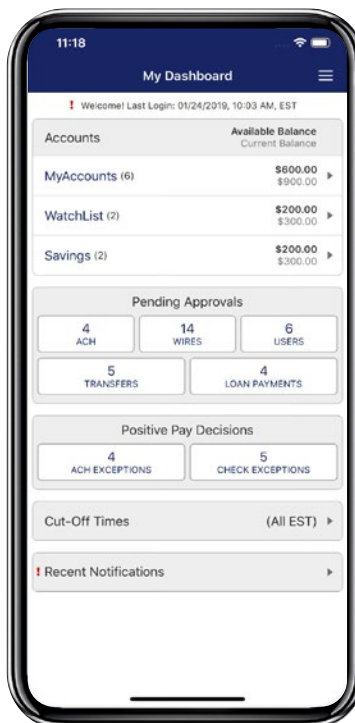 11:18
My Dashboard
! Welcome! Last Login: 01/24/2019, 10:03 AM, EST
Accounts
Available Balance
Current Balance
MyAccounts (6)
$600.00
$900.00
WatchList (2)
$200.00
$300.00
Savings (2)
$200.00
$300.00
Pending Approvals
4
ACH
14
WIRES
6
USERS
5
TRANSFERS
4
LOAN PAYMENTS
Positive Pay Decisions
4
ACH EXCEPTIONS
5
CHECK EXCEPTIONS
Cut-Off Times (All EST)
! Recent Notifications